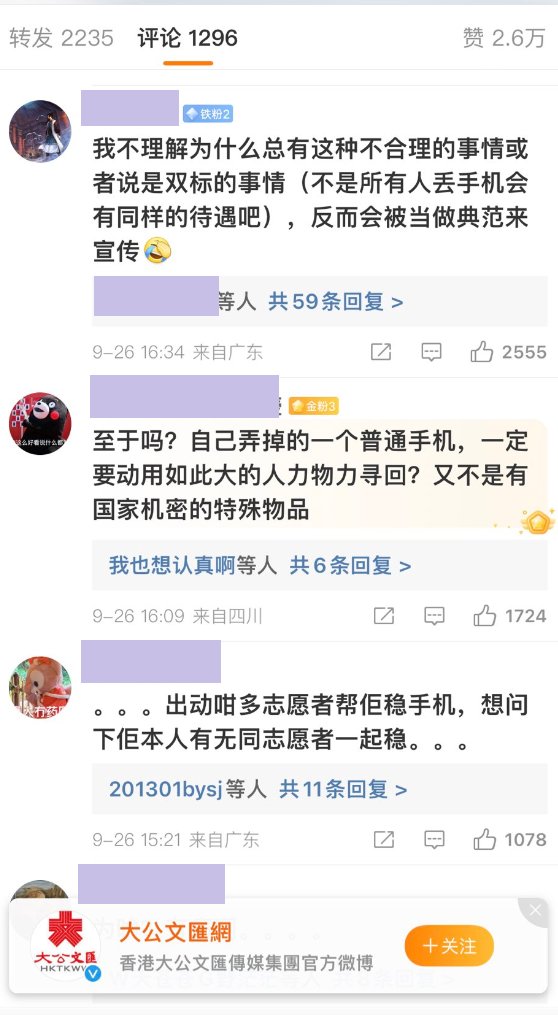 转发 2235 评论 1296 赞 2.6万
铁粉2
我不理解为什么总有这种不合理的事情或
者说是双标的事情（不是所有人丢手机会
有同样的待遇吧），反而会被当做典范来
宣传🤣
等人 共59条回复 >
9-26 16:34 来自广东 2555
金粉3
至于吗？自己弄掉的一个普通手机，一定
要动用如此大的人力物力寻回？又不是有
国家机密的特殊物品
我也想认真啊等人 共6条回复 >
9-26 16:09 来自四川 1724
。。。出动咁多志愿者帮佢稳手机，想问
下佢本人有无同志愿者一起稳。。。
201301bysj等人 共11条回复 >
9-26 15:21 来自广东 1078
大公文匯網
香港大公文匯傳媒集團官方微博
+关注
大公文匯
HKTKWW